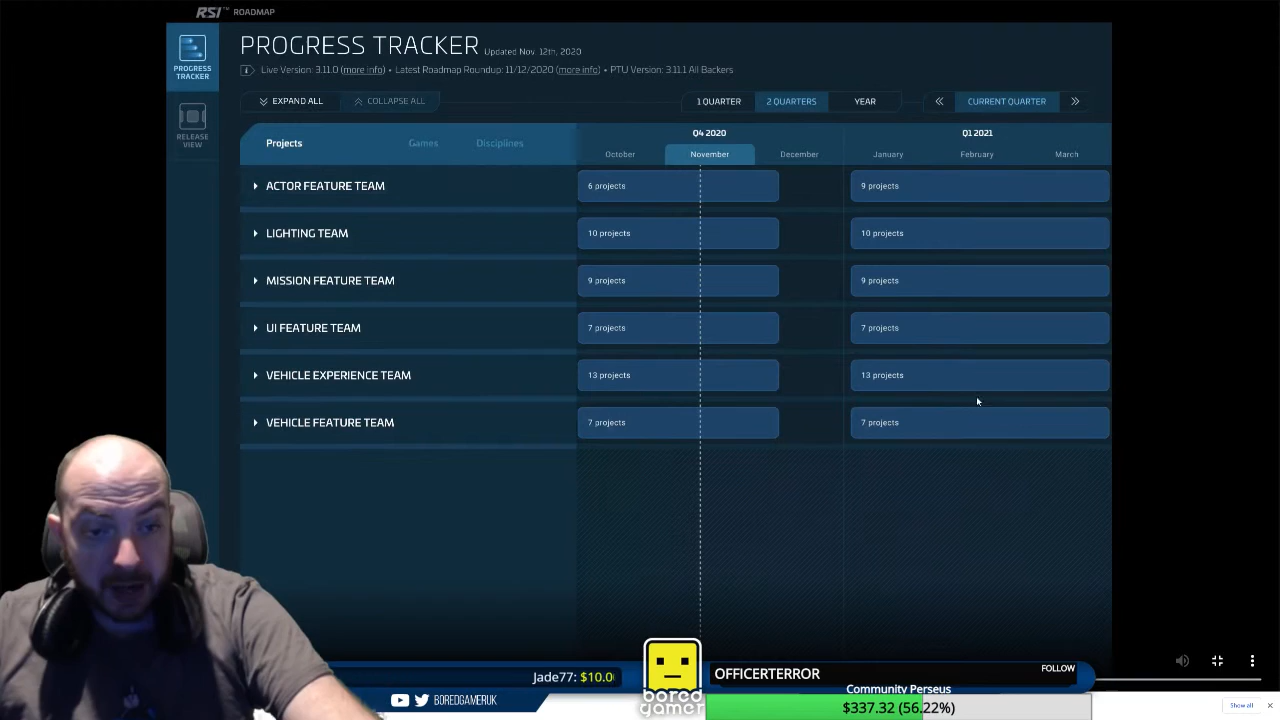 RSI™ ROADMAP
PROGRESS TRACKER
RELEASE VIEW
PROGRESS TRACKER Updated Nov. 12th, 2020
Live Version: 3.11.0 (more info) • Latest Roadmap Roundup: 11/12/2020 (more info) • PTU Version: 3.11.1 All Backers
EXPAND ALL COLLAPSE ALL 1 QUARTER 2 QUARTERS YEAR CURRENT QUARTER
Projects Games Disciplines
Q4 2020 Q1 2021
October November December January February March
ACTOR FEATURE TEAM 6 projects 9 projects
LIGHTING TEAM 10 projects 10 projects
MISSION FEATURE TEAM 9 projects 9 projects
UI FEATURE TEAM 7 projects 7 projects
VEHICLE EXPERIENCE TEAM 13 projects 13 projects
VEHICLE FEATURE TEAM 7 projects 7 projects
Jade77: $10.0
OFFICERTERROR FOLLOW
Community Perseus
BOREDGAMERUK
bored gamer
$337.32 (56.22%)
Show all